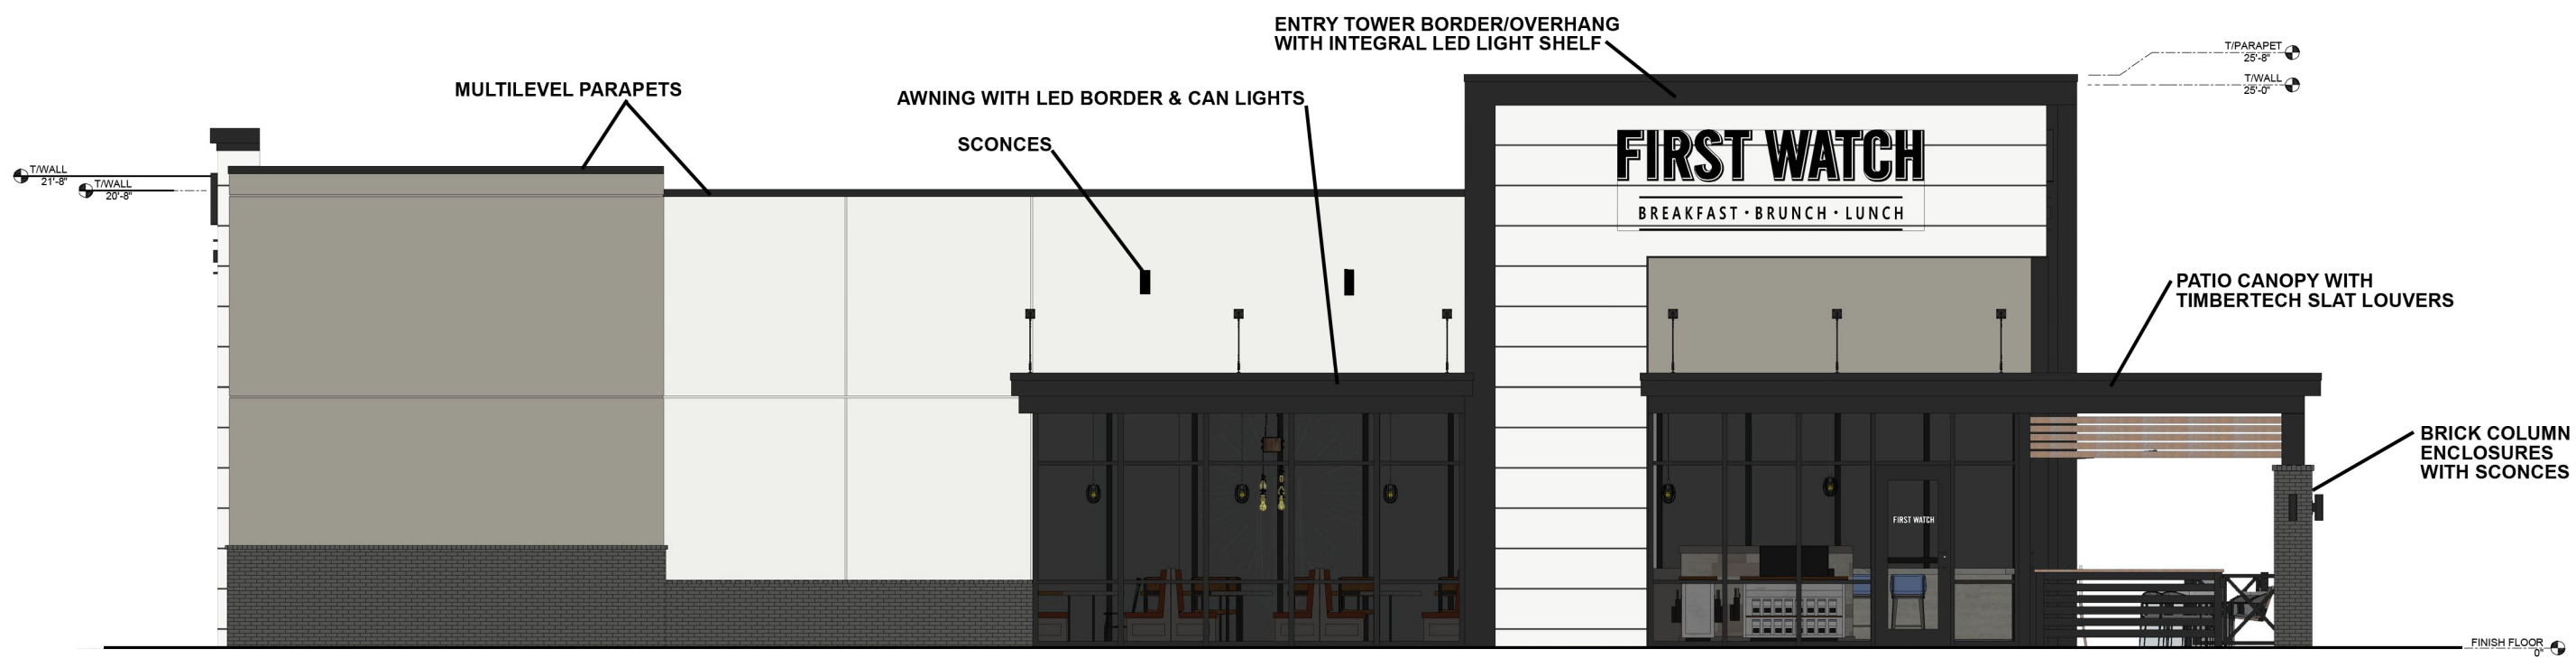 ENTRY TOWER BORDER/OVERHANG
WITH INTEGRAL LED LIGHT SHELF
T/PARAPET
25'-8"
T/WALL
25'-0"
MULTILEVEL PARAPETS
AWNING WITH LED BORDER & CAN LIGHTS
SCONCES
T/WALL
21'-8"
T/WALL
20'-8"
FIRST WATCH
BREAKFAST • BRUNCH • LUNCH
PATIO CANOPY WITH
TIMBERTECH SLAT LOUVERS
BRICK COLUMN
ENCLOSURES
WITH SCONCES
FIRST WATCH
FINISH FLOOR
0"